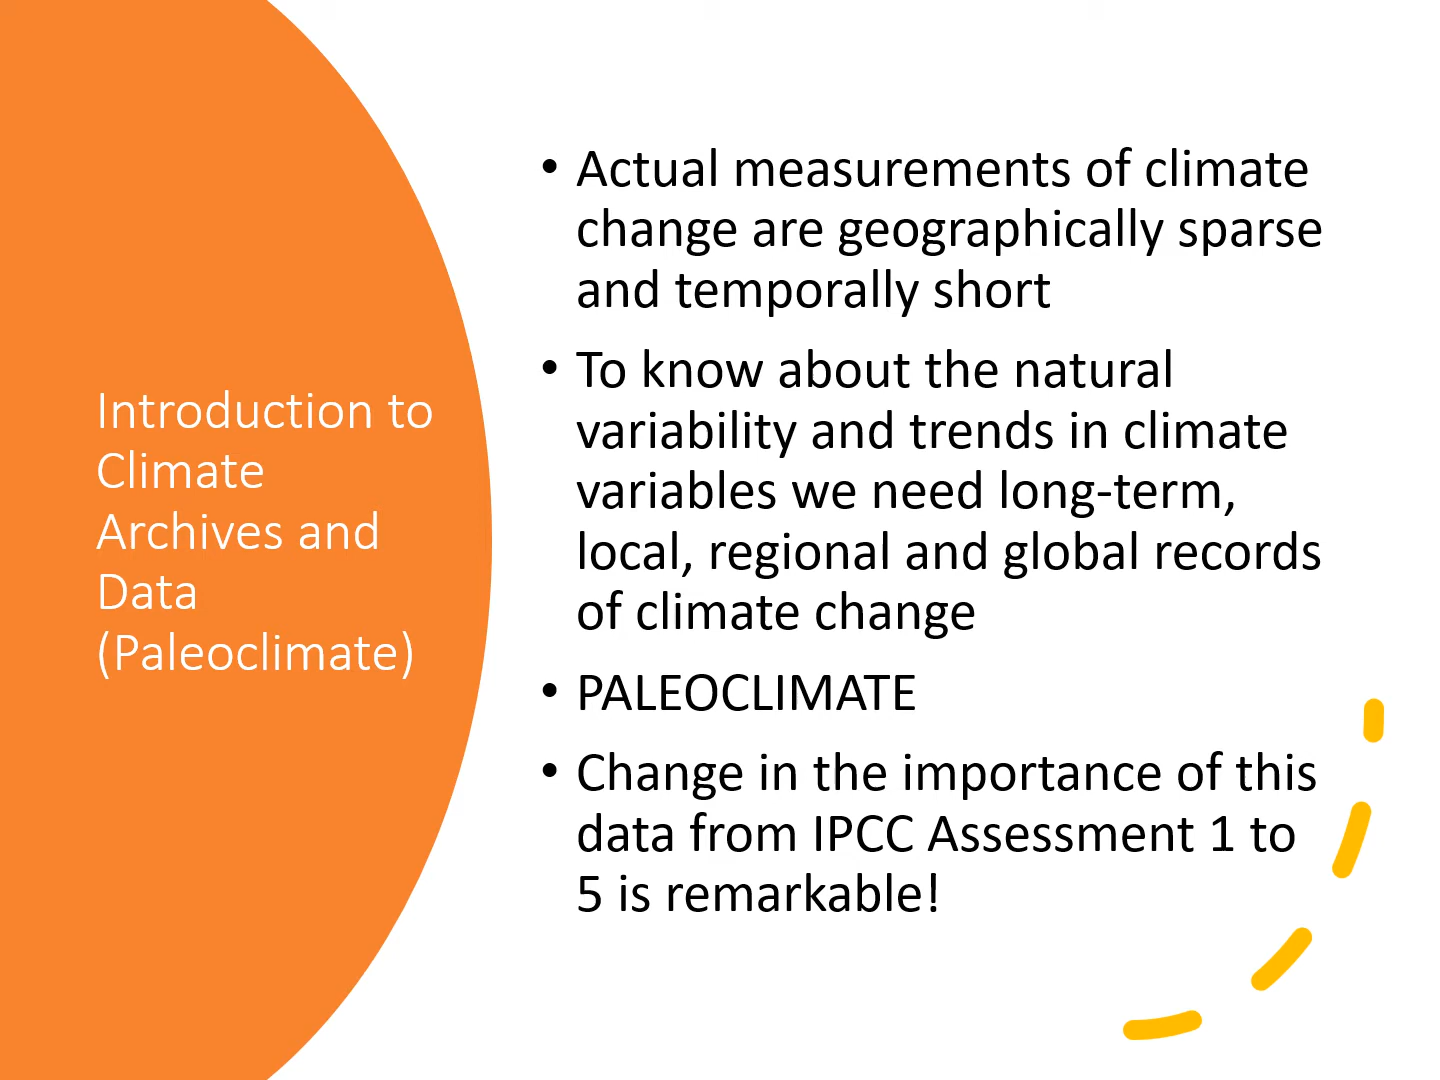 Introduction to
Climate
Archives and
Data
(Paleoclimate)
• Actual measurements of climate
change are geographically sparse
and temporally short
• To know about the natural
variability and trends in climate
variables we need long-term,
local, regional and global records
of climate change
• PALEOCLIMATE
• Change in the importance of this
data from IPCC Assessment 1 to
5 is remarkable!